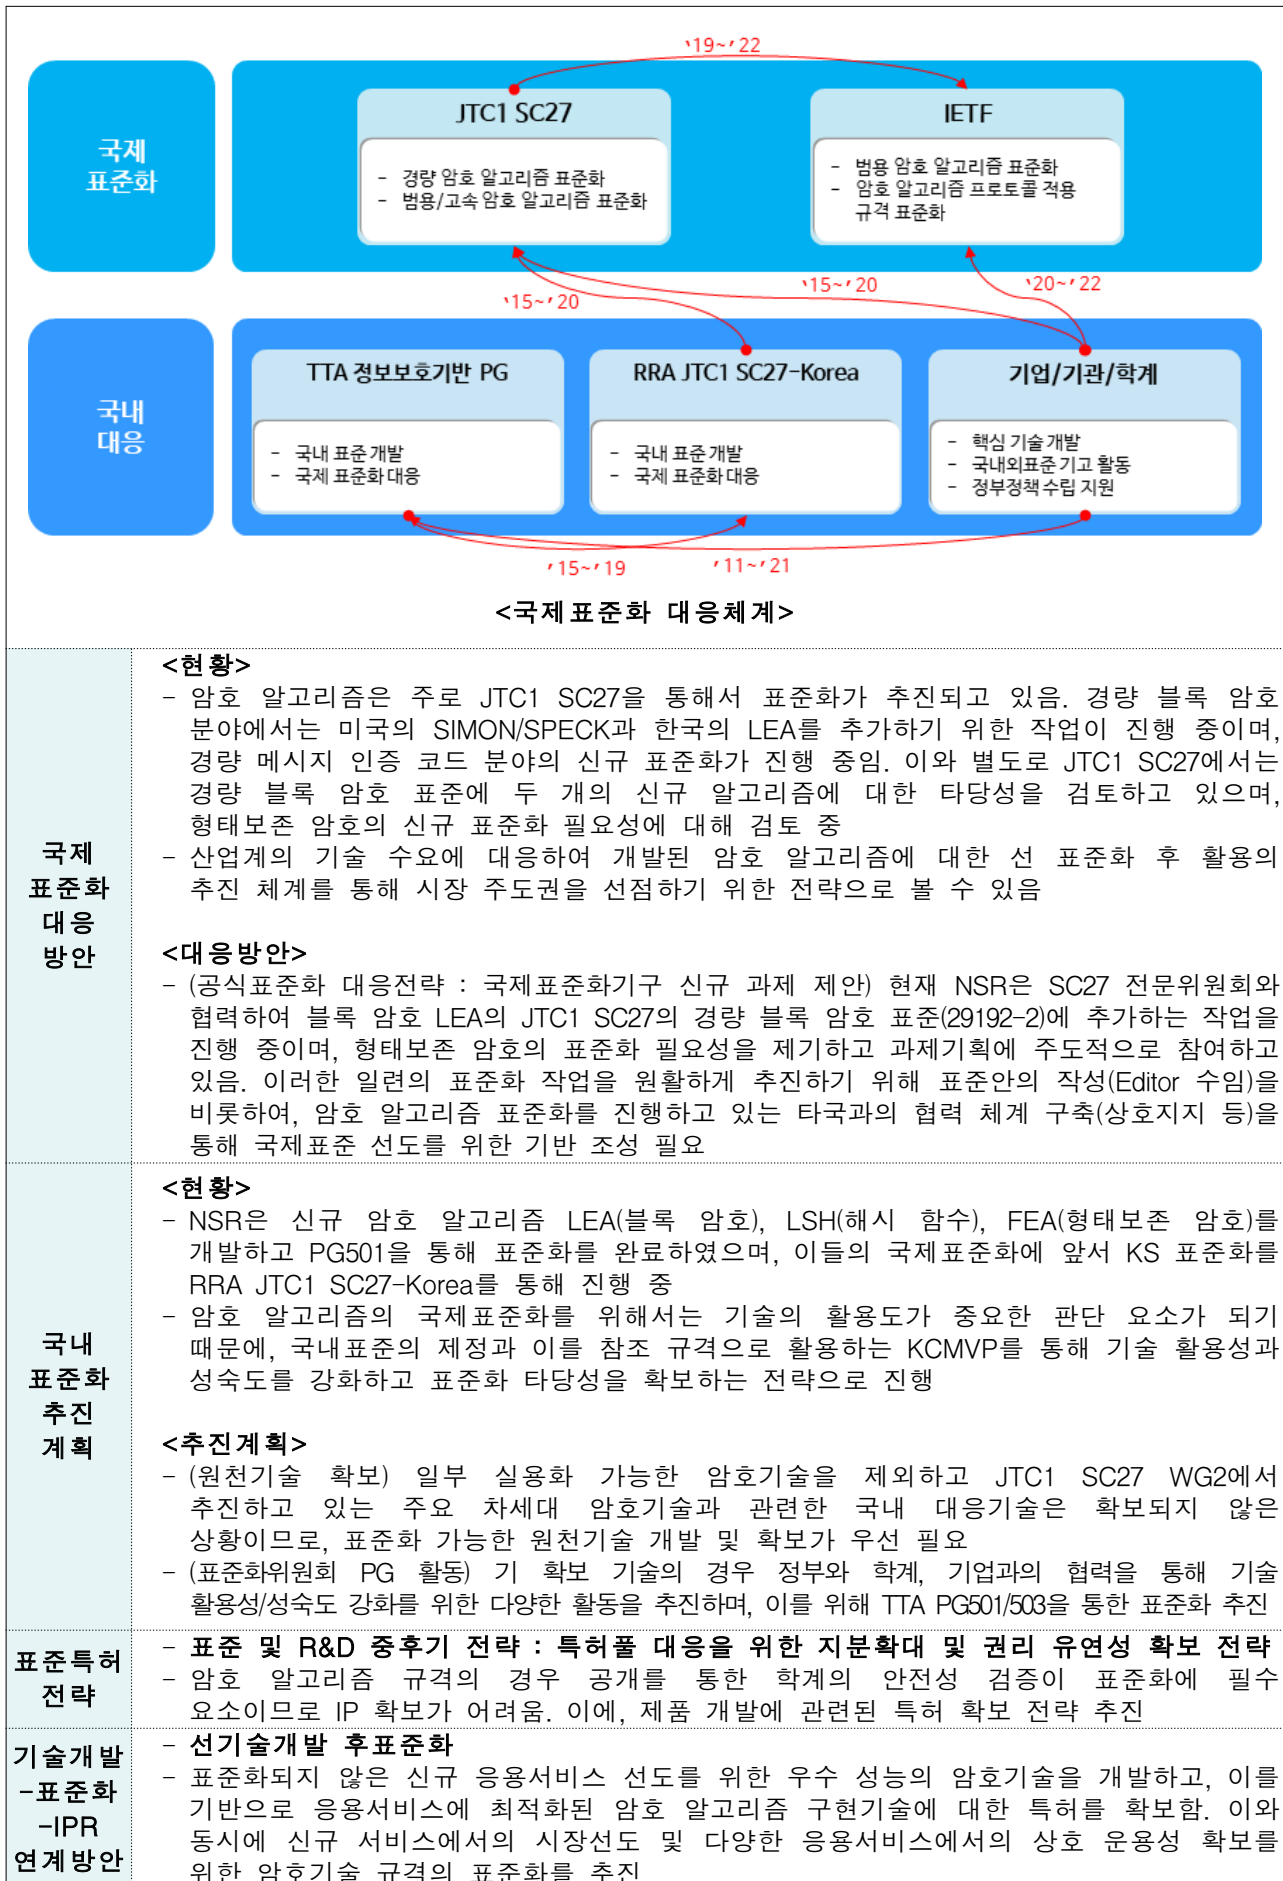 ‵19~′22
국제
표준화
JTC1 SC27
- 경량 암호 알고리즘 표준화
- 범용/고속 암호 알고리즘 표준화
IETF
- 범용 암호 알고리즘 표준화
- 암호 알고리즘 프로토콜 적용
규격 표준화
‵15~′20
‵15~′20
‵20~′22
국내
대응
TTA 정보보호기반 PG
- 국내 표준 개발
- 국제 표준화 대응
RRA JTC1 SC27-Korea
- 국내 표준 개발
- 국제 표준화 대응
기업/기관/학계
- 핵심 기술 개발
- 국내외표준 기고 활동
- 정부정책 수립 지원
′15~′19
′11~′21
<국제표준화 대응체계>
국제
표준화
대응
방안
<현황>
- 암호 알고리즘은 주로 JTC1 SC27을 통해서 표준화가 추진되고 있음. 경량 블록 암호
분야에서는 미국의 SIMON/SPECK과 한국의 LEA를 추가하기 위한 작업이 진행 중이며,
경량 메시지 인증 코드 분야의 신규 표준화가 진행 중임. 이와 별도로 JTC1 SC27에서는
경량 블록 암호 표준에 두 개의 신규 알고리즘에 대한 타당성을 검토하고 있으며,
형태보존 암호의 신규 표준화 필요성에 대해 검토 중
- 산업계의 기술 수요에 대응하여 개발된 암호 알고리즘에 대한 선 표준화 후 활용의
추진 체계를 통해 시장 주도권을 선점하기 위한 전략으로 볼 수 있음
<대응방안>
- (공식표준화 대응전략 : 국제표준화기구 신규 과제 제안) 현재 NSR은 SC27 전문위원회와
협력하여 블록 암호 LEA의 JTC1 SC27의 경량 블록 암호 표준(29192-2)에 추가하는 작업을
진행 중이며, 형태보존 암호의 표준화 필요성을 제기하고 과제기획에 주도적으로 참여하고
있음. 이러한 일련의 표준화 작업을 원활하게 추진하기 위해 표준안의 작성(Editor 수임)을
비롯하여, 암호 알고리즘 표준화를 진행하고 있는 타국과의 협력 체계 구축(상호지지 등)을
통해 국제표준 선도를 위한 기반 조성 필요
국내
표준화
추진
계획
<현황>
- NSR은 신규 암호 알고리즘 LEA(블록 암호), LSH(해시 함수), FEA(형태보존 암호)를
개발하고 PG501을 통해 표준화를 완료하였으며, 이들의 국제표준화에 앞서 KS 표준화를
RRA JTC1 SC27-Korea를 통해 진행 중
- 암호 알고리즘의 국제표준화를 위해서는 기술의 활용도가 중요한 판단 요소가 되기
때문에, 국내표준의 제정과 이를 참조 규격으로 활용하는 KCMVP를 통해 기술 활용성과
성숙도를 강화하고 표준화 타당성을 확보하는 전략으로 진행
<추진계획>
- (원천기술 확보) 일부 실용화 가능한 암호기술을 제외하고 JTC1 SC27 WG2에서
추진하고 있는 주요 차세대 암호기술과 관련한 국내 대응기술은 확보되지 않은
상황이므로, 표준화 가능한 원천기술 개발 및 확보가 우선 필요
- (표준화위원회 PG 활동) 기 확보 기술의 경우 정부와 학계, 기업과의 협력을 통해 기술
활용성/성숙도 강화를 위한 다양한 활동을 추진하며, 이를 위해 TTA PG501/503을 통한 표준화 추진
표준특허
전략
- 표준 및 R&D 중후기 전략 : 특허풀 대응을 위한 지분확대 및 권리 유연성 확보 전략
- 암호 알고리즘 규격의 경우 공개를 통한 학계의 안전성 검증이 표준화에 필수
요소이므로 IP 확보가 어려움. 이에, 제품 개발에 관련된 특허 확보 전략 추진
기술개발
-표준화
-IPR
연계방안
- 선기술개발 후표준화
- 표준화되지 않은 신규 응용서비스 선도를 위한 우수 성능의 암호기술을 개발하고, 이를
기반으로 응용서비스에 최적화된 암호 알고리즘 구현기술에 대한 특허를 확보함. 이와
동시에 신규 서비스에서의 시장선도 및 다양한 응용서비스에서의 상호 운용성 확보를
위한 암호기술 규격의 표준화를 추진